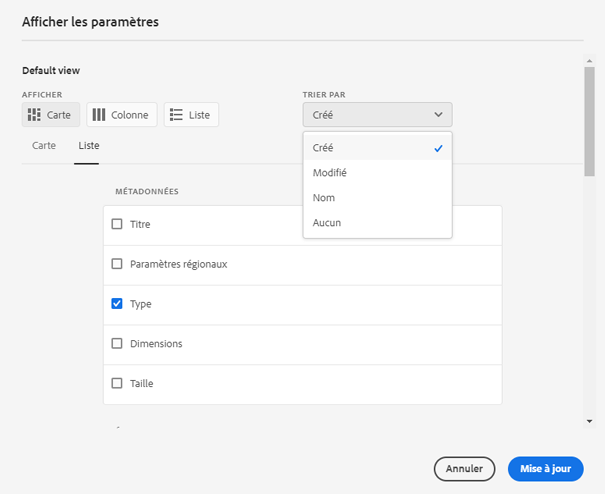 Afficher les paramètres
Default view
AFFICHER
TRIER PAR
Carte
Colonne
Liste
Créé
Carte
Liste
Créé
Modifié
Nom
Aucun
MÉTADONNÉES
Titre
Paramètres régionaux
Type
Dimensions
Taille
Annuler
Mise à jour